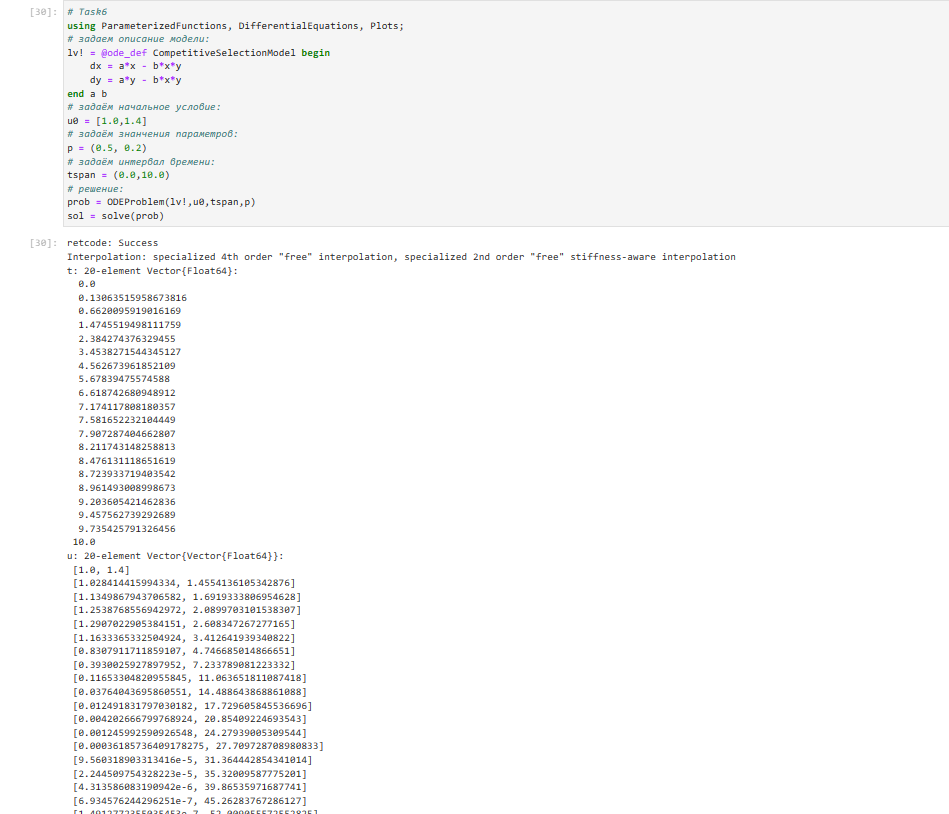 [30]: # Task6
using ParameterizedFunctions, DifferentialEquations, Plots;
# задаем описание модели:
lv! = @ode_def CompetitiveSelectionModel begin
    dx = a*x - b*x*y
    dy = a*y - b*x*y
end a b
# задаём начальное условие:
u0 = [1.0,1.4]
# задаём знанчения параметров:
p = (0.5, 0.2)
# задаём интервал времени:
tspan = (0.0,10.0)
# решение:
prob = ODEProblem(lv!,u0,tspan,p)
sol = solve(prob)
[30]: retcode: Success
Interpolation: specialized 4th order "free" interpolation, specialized 2nd order "free" stiffness-aware interpolation
t: 20-element Vector{Float64}:
  0.0
  0.13063515958673816
  0.6620095919016169
  1.4745519498111759
  2.384274376329455
  3.4538271544345127
  4.562673961852109
  5.67839475574588
  6.618742680948912
  7.174117808180357
  7.581652232104449
  7.907287404662807
  8.211743148258813
  8.476131118651619
  8.723933719403542
  8.961493008998673
  9.203605421462836
  9.457562739292689
  9.735425791326456
 10.0
u: 20-element Vector{Vector{Float64}}:
 [1.0, 1.4]
 [1.028414415994334, 1.4554136105342876]
 [1.1349867943706582, 1.6919333806954628]
 [1.2538768556942972, 2.0899703101538307]
 [1.2907022905384151, 2.608347267277165]
 [1.1633365332504924, 3.412641939340822]
 [0.8307911711859107, 4.746685014866651]
 [0.3930025927897952, 7.233789081223332]
 [0.11653304820955845, 11.063651811087418]
 [0.03764043695860551, 14.488643868861088]
 [0.012491831797030182, 17.729605845536696]
 [0.004202666799768924, 20.85409224693543]
 [0.001245992590926548, 24.27939005309544]
 [0.00036185736409178275, 27.709728708980833]
 [9.560318903313416e-5, 31.364442854341014]
 [2.244509754328223e-5, 35.32009587775201]
 [4.313586083190942e-6, 39.86535971687741]
 [6.934576244296251e-7, 45.26283767286127]